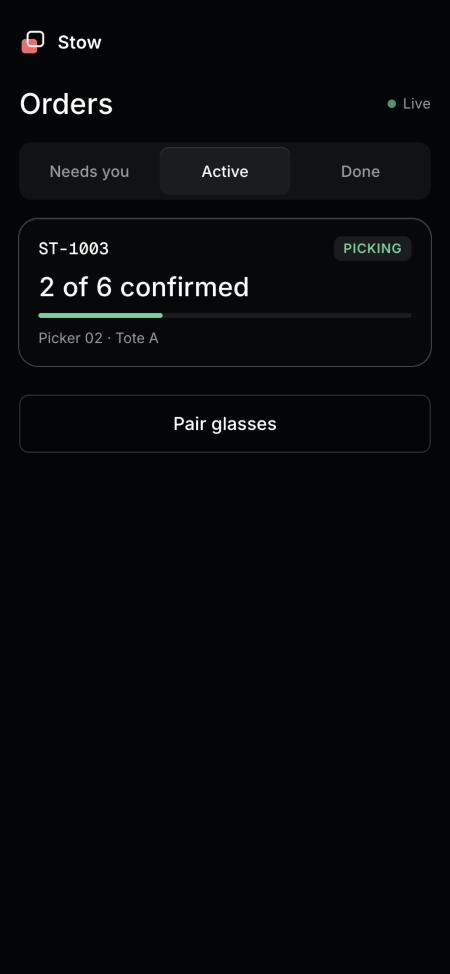 Stow
Orders
Live
Needs you
Active
Done
ST-1003
PICKING
2 of 6 confirmed
Picker 02 · Tote A
Pair glasses